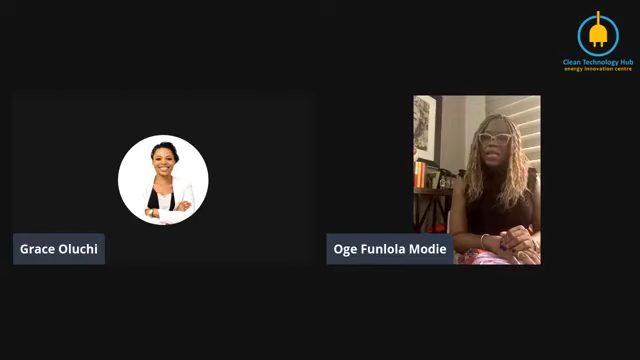 Clean Technology Hub
energy innovation centre
Grace Oluchi
Oge Funlola Modie